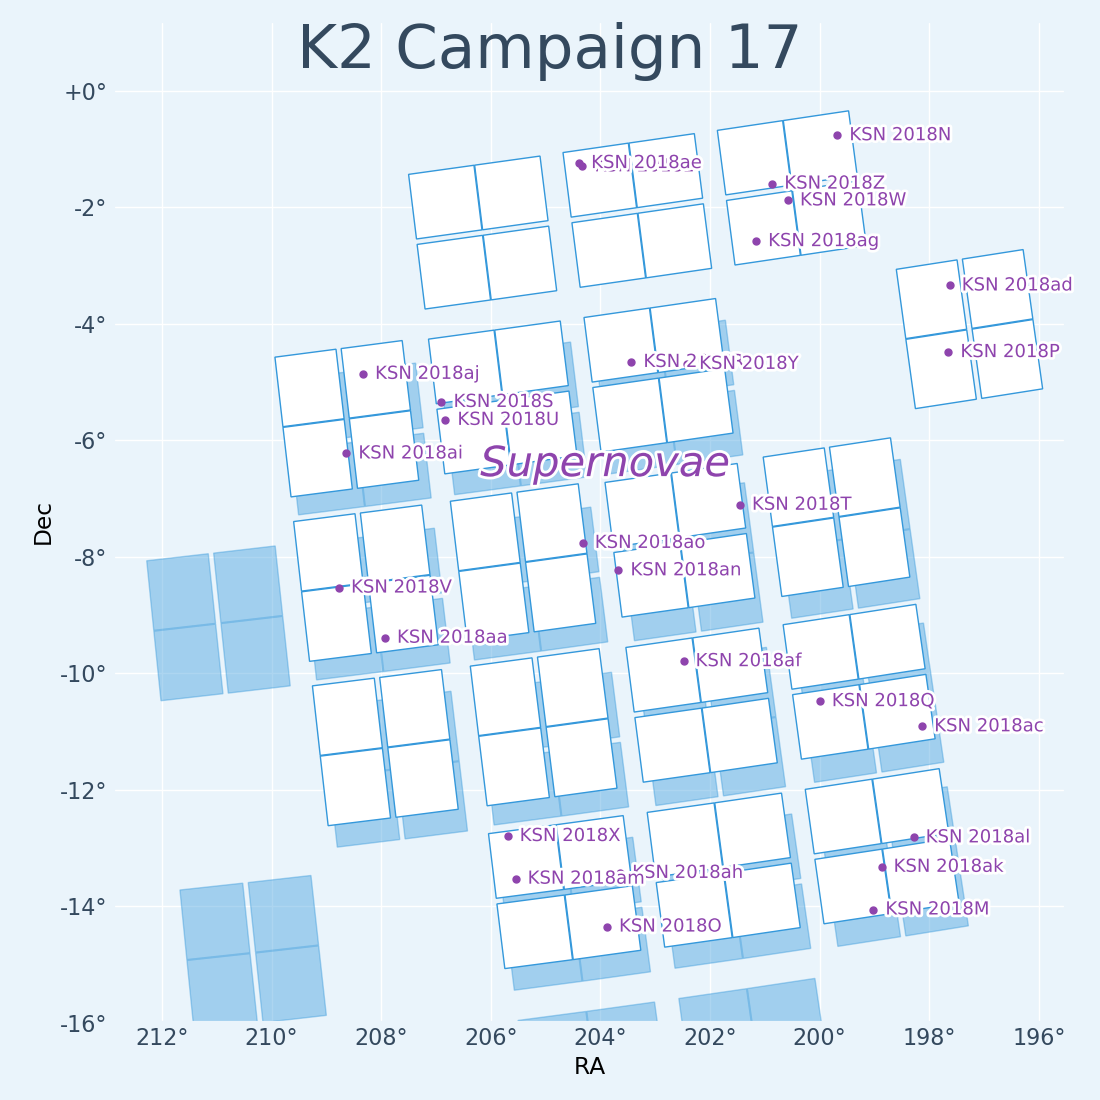 K2 Campaign 17
+0°
KSN 2018N
KSN 2018ae
KSN 2018Z
KSN 2018W
-2°
KSN 2018ag
KSN 2018ad
-4°
KSN 2018P
KSN 2018Y
KSN 2018aj
KSN 2018S
KSN 2018U
-6°
KSN 2018ai
Supernovae
KSN 2018T
Dec
KSN 2018ao
-8°
KSN 2018an
KSN 2018V
KSN 2018aa
KSN 2018af
-10°
KSN 2018Q
KSN 2018ac
-12°
KSN 2018X
KSN 2018al
KSN 2018ak
KSN 2018ah
KSN 2018am
-14°
KSN 2018M
KSN 2018O
-16°
212° 210° 208° 206° 204° 202° 200° 198° 196°
RA